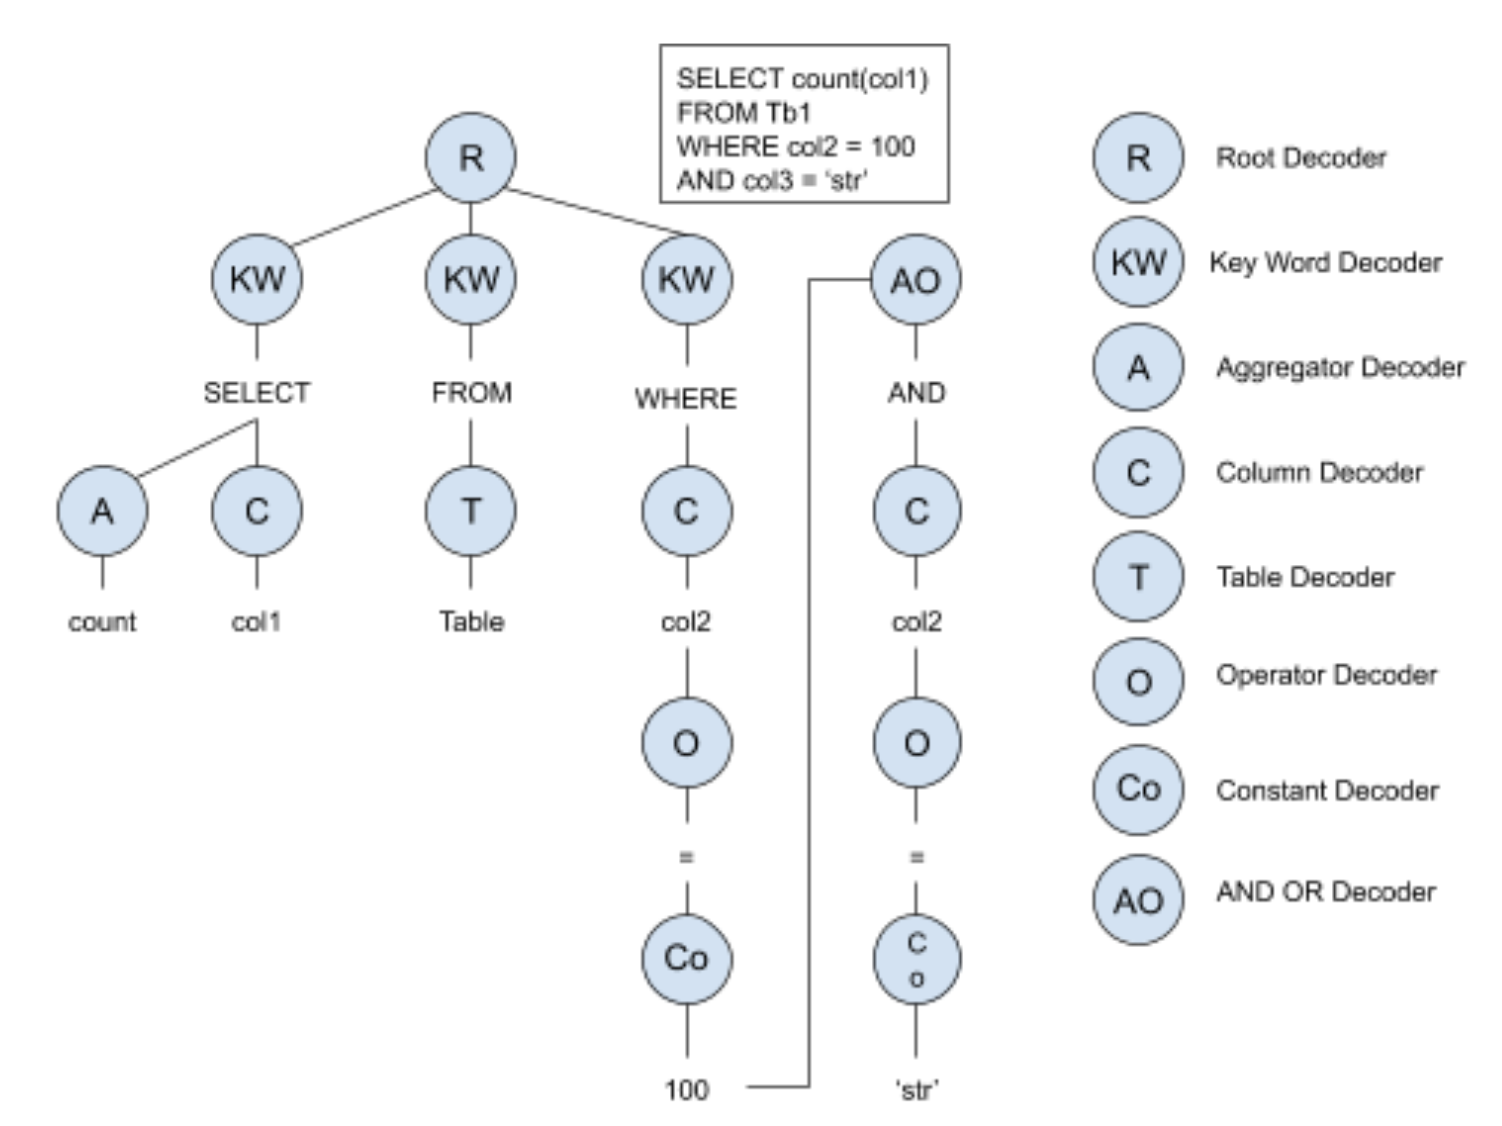 SELECT count(col1)
FROM Tb1
WHERE col2 = 100
AND col3 = ‘str’
R
KW
KW
KW
AO
SELECT
FROM
WHERE
AND
A
C
T
C
C
count
col1
Table
col2
col2
O
O
=
=
Co
C
o
100
‘str’
R Root Decoder
KW Key Word Decoder
A Aggregator Decoder
C Column Decoder
T Table Decoder
O Operator Decoder
Co Constant Decoder
AO AND OR Decoder